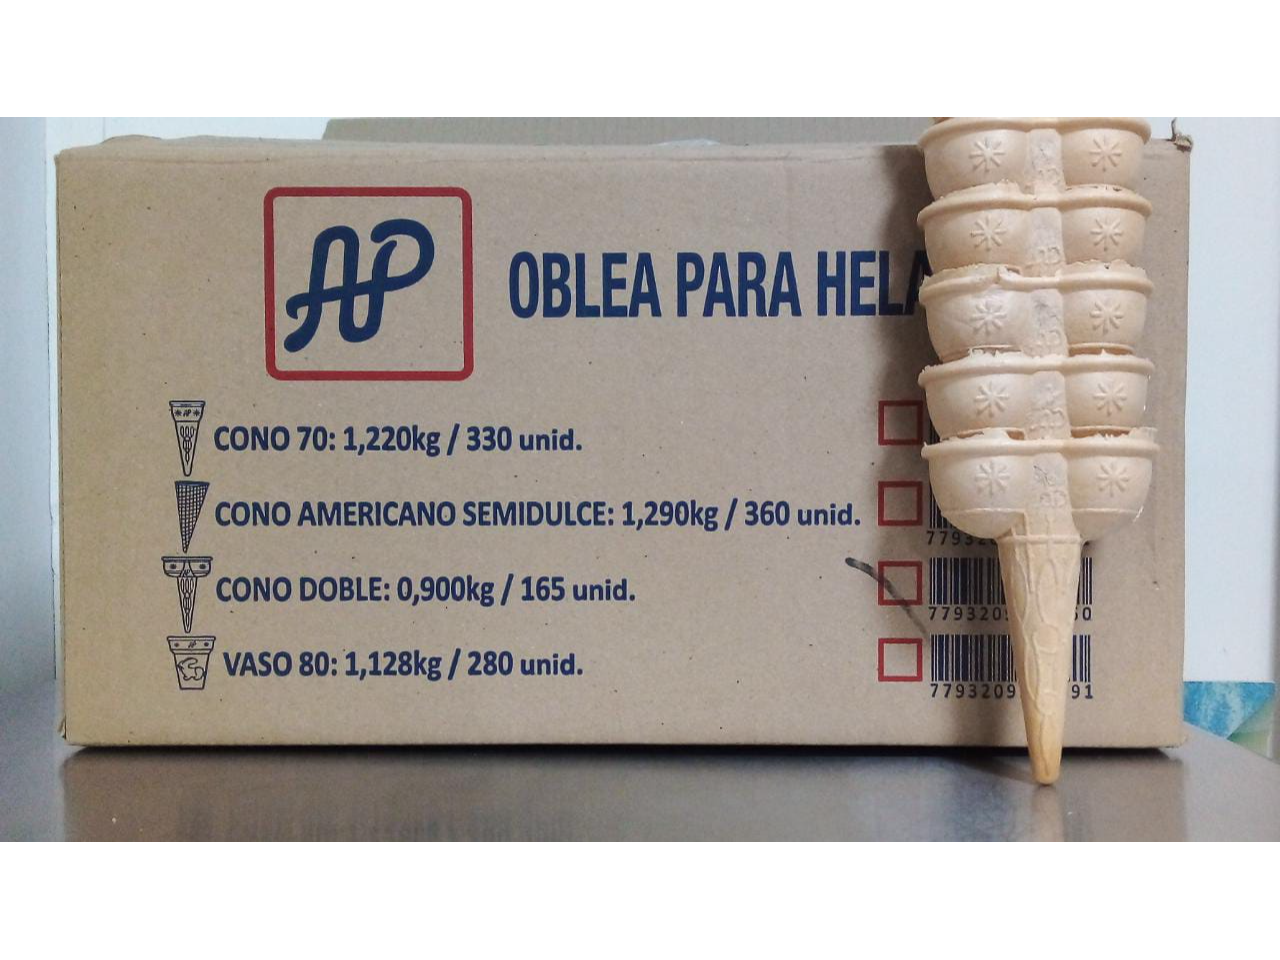 AP
OBLEA PARA HELA
CONO 70: 1,220kg / 330 unid.
CONO AMERICANO SEMIDULCE: 1,290kg / 360 unid.
CONO DOBLE: 0,900kg / 165 unid.
VASO 80: 1,128kg / 280 unid.